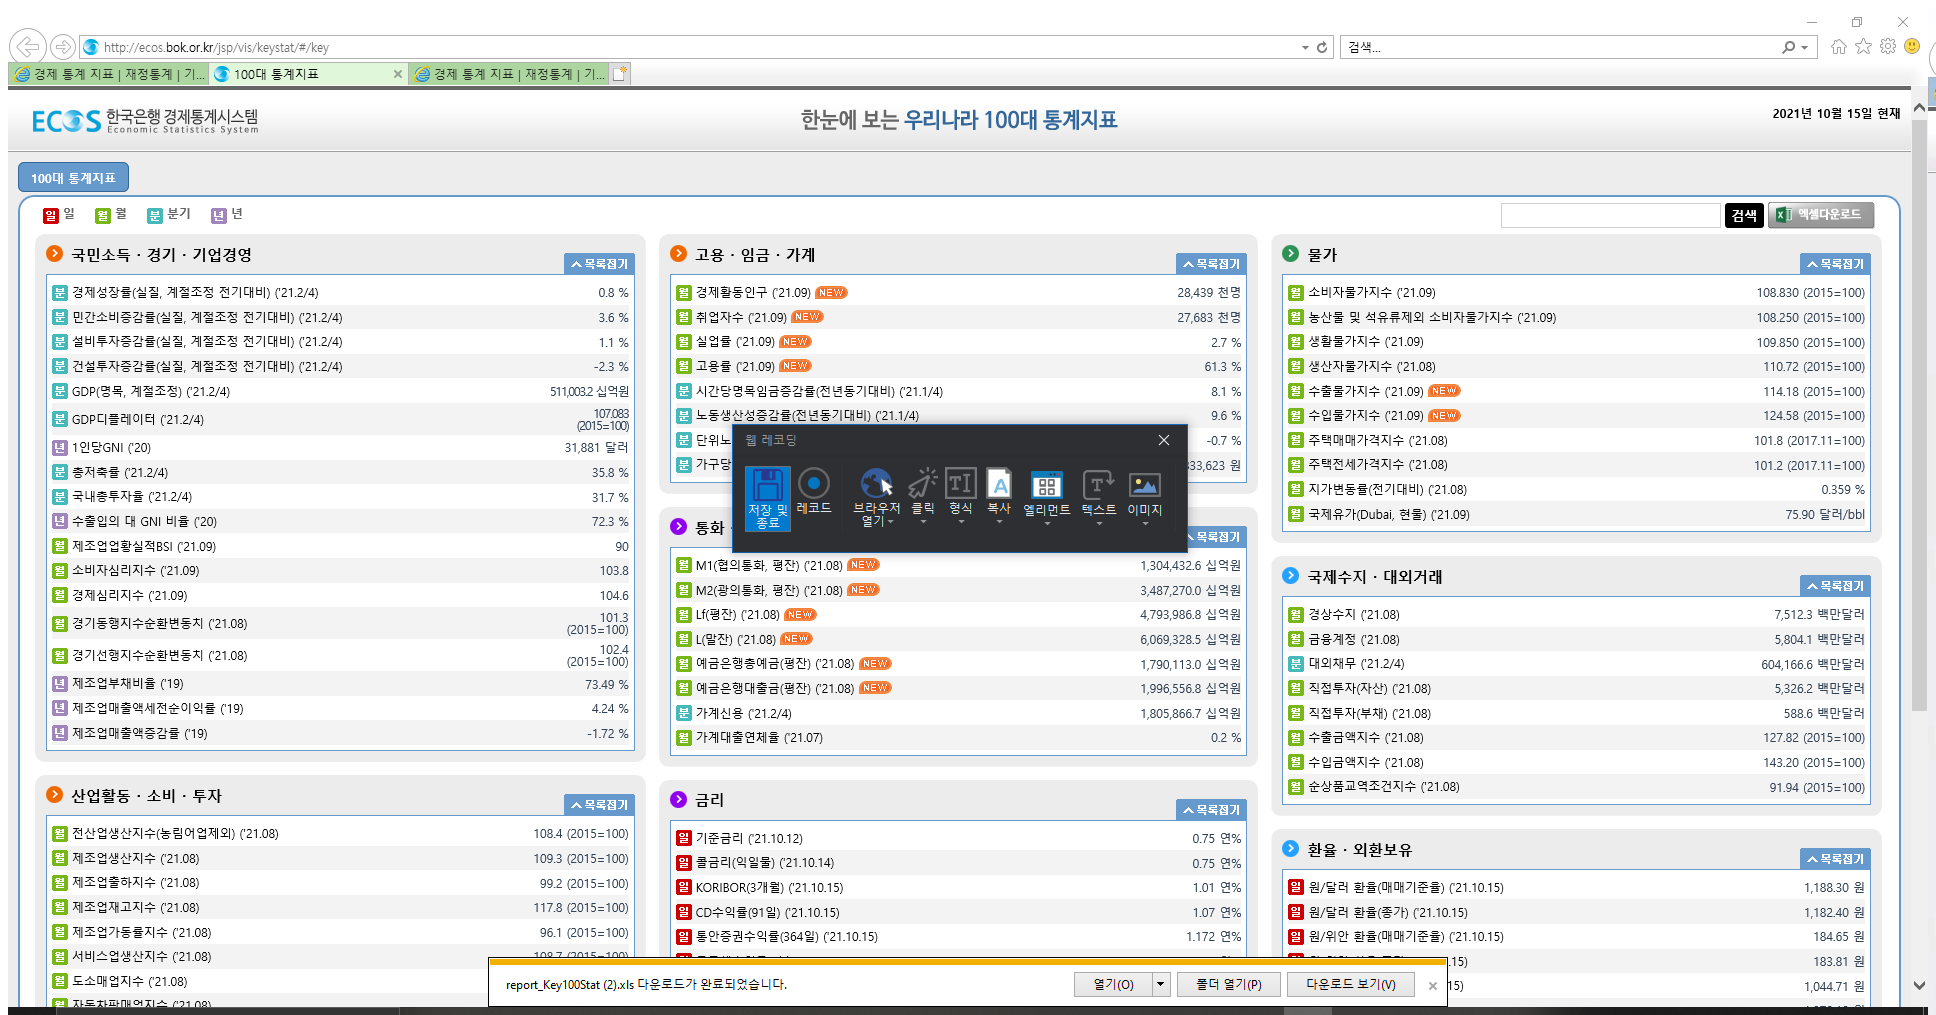 http://ecos.bok.or.kr/jsp/vis/keystat/#/key
검색...
경제 통계 지표 | 재정통계 | 기...
100대 통계지표
경제 통계 지표 | 재정통계 | 기...
ECOS 한국은행 경제통계시스템
Economic Statistics System
한눈에 보는 우리나라 100대 통계지표
2021년 10월 15일 현재
100대 통계지표
일 일 월 월 분 분기 년 년
검색
엑셀다운로드
국민소득 · 경기 · 기업경영
목록접기
분 경제성장률(실질, 계절조정 전기대비) ('21.2/4) 0.8 %
분 민간소비증감률(실질, 계절조정 전기대비) ('21.2/4) 3.6 %
분 설비투자증감률(실질, 계절조정 전기대비) ('21.2/4) 1.1 %
분 건설투자증감률(실질, 계절조정 전기대비) ('21.2/4) -2.3 %
분 GDP(명목, 계절조정) ('21.2/4) 511,003.2 십억원
분 GDP디플레이터 ('21.2/4) 107.083
(2015=100)
년 1인당GNI ('20) 31,881 달러
분 총저축률 ('21.2/4) 35.8 %
분 국내총투자율 ('21.2/4) 31.7 %
년 수출입의 대 GNI 비율 ('20) 72.3 %
월 제조업업황실적BSI ('21.09) 90
월 소비자심리지수 ('21.09) 103.8
월 경제심리지수 ('21.09) 104.6
월 경기동행지수순환변동치 ('21.08) 101.3
(2015=100)
월 경기선행지수순환변동치 ('21.08) 102.4
(2015=100)
년 제조업부채비율 ('19) 73.49 %
년 제조업매출액세전순이익률 ('19) 4.24 %
년 제조업매출액증감률 ('19) -1.72 %
산업활동 · 소비 · 투자
목록접기
월 전산업생산지수(농림어업제외) ('21.08) 108.4 (2015=100)
월 제조업생산지수 ('21.08) 109.3 (2015=100)
월 제조업출하지수 ('21.08) 99.2 (2015=100)
월 제조업재고지수 ('21.08) 117.8 (2015=100)
월 제조업가동률지수 ('21.08) 96.1 (2015=100)
월 서비스업생산지수 ('21.08) 108.7 (2015=100)
월 도소매업지수 ('21.08)
월 자동차판매업지수 ('21.08)
고용 · 임금 · 가계
목록접기
월 경제활동인구 ('21.09) NEW 28,439 천명
월 취업자수 ('21.09) NEW 27,683 천명
월 실업률 ('21.09) NEW 2.7 %
월 고용률 ('21.09) NEW 61.3 %
분 시간당명목임금증감률(전년동기대비) ('21.1/4) 8.1 %
분 노동생산성증감률(전년동기대비) ('21.1/4) 9.6 %
분 단위노 -0.7 %
분 가구당 33,623 원
웹 레코딩
저장 및
종료
레코드
브라우저
열기
클릭
형식
복사
엘리먼트
텍스트
이미지
통화 ·
목록접기
월 M1(협의통화, 평잔) ('21.08) NEW 1,304,432.6 십억원
월 M2(광의통화, 평잔) ('21.08) NEW 3,487,270.0 십억원
월 Lf(평잔) ('21.08) NEW 4,793,986.8 십억원
월 L(말잔) ('21.08) NEW 6,069,328.5 십억원
월 예금은행총예금(평잔) ('21.08) NEW 1,790,113.0 십억원
월 예금은행대출금(평잔) ('21.08) NEW 1,996,556.8 십억원
분 가계신용 ('21.2/4) 1,805,866.7 십억원
월 가계대출연체율 ('21.07) 0.2 %
금리
목록접기
일 기준금리 ('21.10.12) 0.75 연%
일 콜금리(익일물) ('21.10.14) 0.75 연%
일 KORIBOR(3개월) ('21.10.15) 1.01 연%
일 CD수익률(91일) ('21.10.15) 1.07 연%
일 통안증권수익률(364일) ('21.10.15) 1.172 연%
물가
목록접기
월 소비자물가지수 ('21.09) 108.830 (2015=100)
월 농산물 및 석유류제외 소비자물가지수 ('21.09) 108.250 (2015=100)
월 생활물가지수 ('21.09) 109.850 (2015=100)
월 생산자물가지수 ('21.08) 110.72 (2015=100)
월 수출물가지수 ('21.09) NEW 114.18 (2015=100)
월 수입물가지수 ('21.09) NEW 124.58 (2015=100)
월 주택매매가격지수 ('21.08) 101.8 (2017.11=100)
월 주택전세가격지수 ('21.08) 101.2 (2017.11=100)
월 지가변동률(전기대비) ('21.08) 0.359 %
월 국제유가(Dubai, 현물) ('21.09) 75.90 달러/bbl
국제수지 · 대외거래
목록접기
월 경상수지 ('21.08) 7,512.3 백만달러
월 금융계정 ('21.08) 5,804.1 백만달러
분 대외채무 ('21.2/4) 604,166.6 백만달러
월 직접투자(자산) ('21.08) 5,326.2 백만달러
월 직접투자(부채) ('21.08) 588.6 백만달러
월 수출금액지수 ('21.08) 127.82 (2015=100)
월 수입금액지수 ('21.08) 143.20 (2015=100)
월 순상품교역조건지수 ('21.08) 91.94 (2015=100)
환율 · 외환보유
목록접기
일 원/달러 환율(매매기준율) ('21.10.15) 1,188.30 원
일 원/달러 환율(종가) ('21.10.15) 1,182.40 원
일 원/위안 환율(매매기준율) ('21.10.15) 184.65 원
.15) 183.81 원
15) 1,044.71 원
report_Key100Stat (2).xls 다운로드가 완료되었습니다.
열기(O)
폴더 열기(P)
다운로드 보기(V)